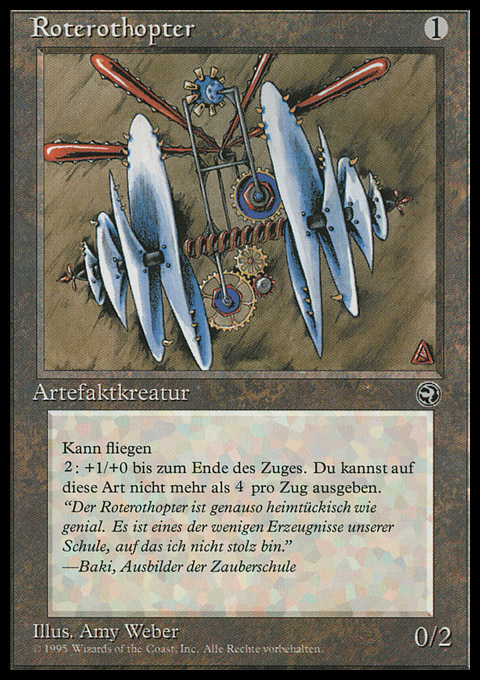 Roterothopter 1
Artefaktkreatur
Kann fliegen
2: +1/+0 bis zum Ende des Zuges. Du kannst auf
diese Art nicht mehr als 4 pro Zug ausgeben.
“Der Roterothopter ist genauso heimtückisch wie
genial. Es ist eines der wenigen Erzeugnisse unserer
Schule, auf das ich nicht stolz bin.”
—Baki, Ausbilder der Zauberschule
Illus. Amy Weber
0/2
© 1995 Wizards of the Coast, Inc. Alle Rechte vorbehalten.